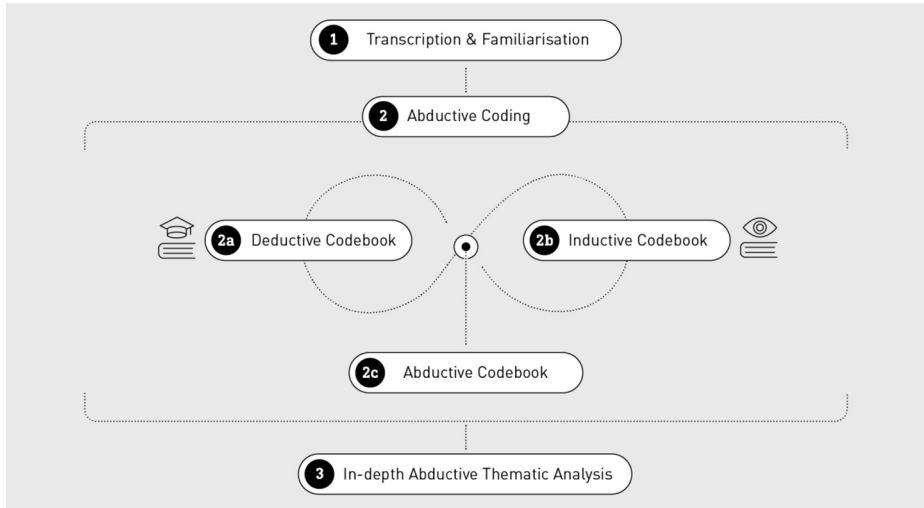 1 Transcription & Familiarisation
2 Abductive Coding
2a Deductive Codebook
2b Inductive Codebook
2c Abductive Codebook
3 In-depth Abductive Thematic Analysis